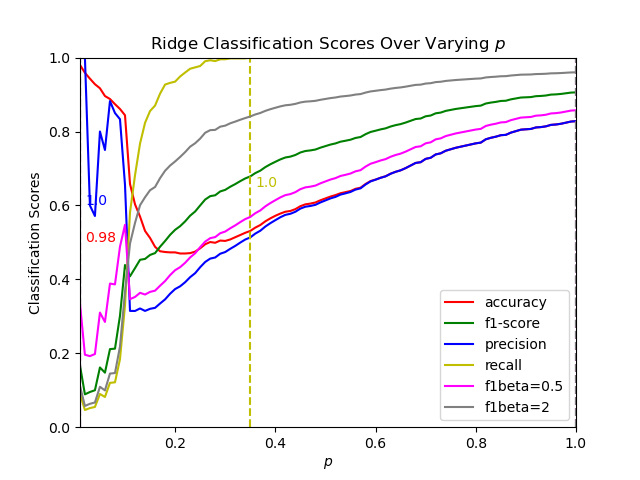 Ridge Classification Scores Over Varying p
1.0
0.8
0.6
0.4
0.2
0.0
Classification Scores
1.0
0.98
1.0
accuracy
f1-score
precision
recall
f1beta=0.5
f1beta=2
0.2
0.4
0.6
0.8
1.0
p